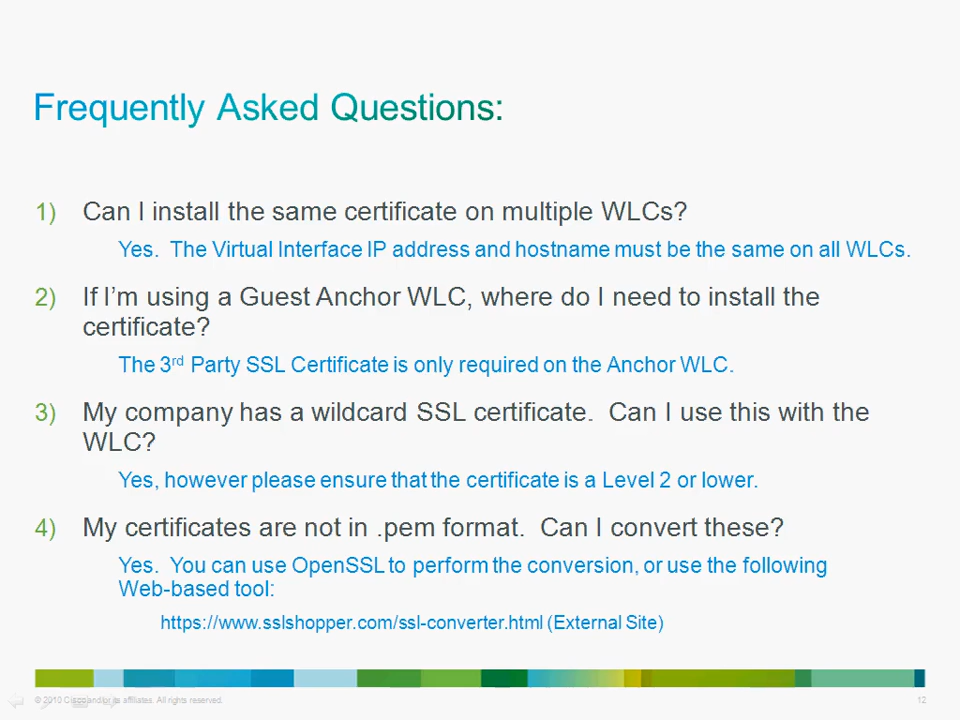 Frequently Asked Questions:
1) Can I install the same certificate on multiple WLCs?
Yes.  The Virtual Interface IP address and hostname must be the same on all WLCs.
2) If I’m using a Guest Anchor WLC, where do I need to install the
certificate?
The 3rd Party SSL Certificate is only required on the Anchor WLC.
3) My company has a wildcard SSL certificate.  Can I use this with the
WLC?
Yes, however please ensure that the certificate is a Level 2 or lower.
4) My certificates are not in .pem format.  Can I convert these?
Yes.  You can use OpenSSL to perform the conversion, or use the following
Web-based tool:
https://www.sslshopper.com/ssl-converter.html (External Site)
© 2010 Cisco and/or its affiliates. All rights reserved. 12